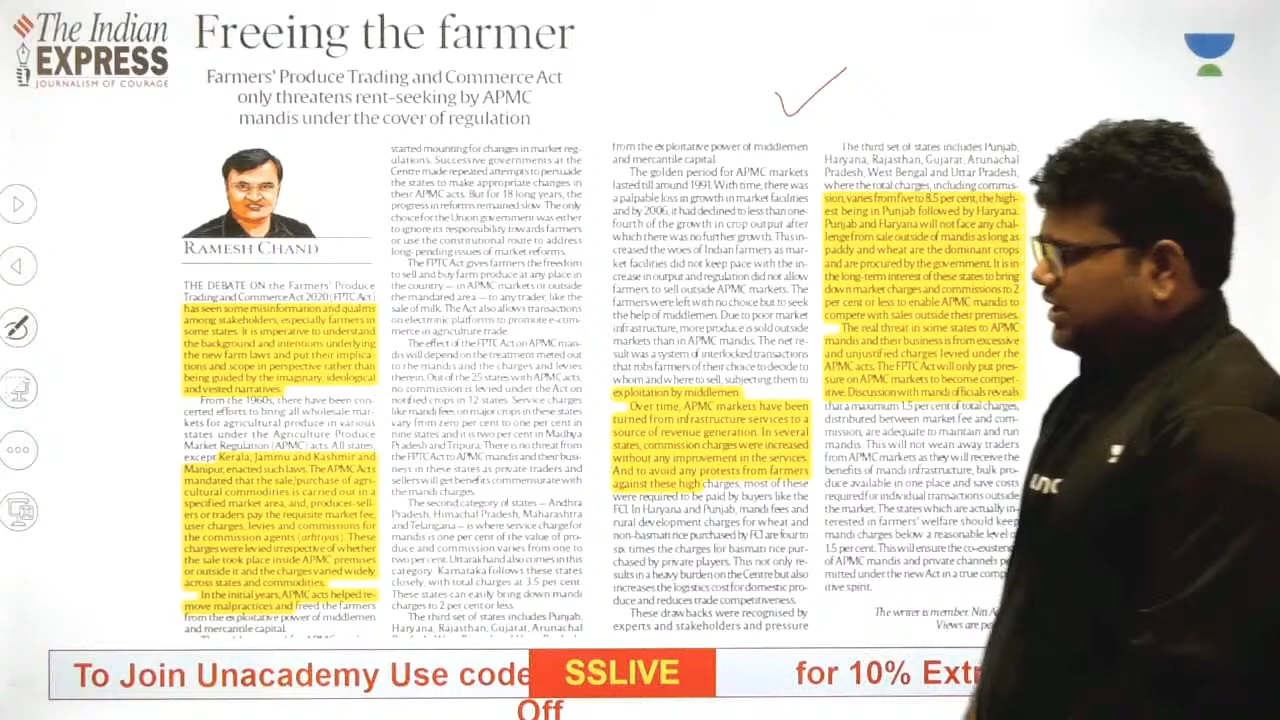 The Indian
EXPRESS
JOURNALISM OF COURAGE
Freeing the farmer
Farmers' Produce Trading and Commerce Act
only threatens rent-seeking by APMC
mandis under the cover of regulation
RAMESH CHAND
THE DEBATE ON the Farmers' Produce
Trading and Commerce Act 2020 (FPTC Act)
has seen some misinformation and qualms
among stakeholders, especially farmers in
some states. It is imperative to understand
the background and intentions underlying
the new farm laws and put their implica-
tions and scope in perspective rather than
being guided by the imaginary, ideological
and vested narratives.
From the 1960s, there have been con-
certed efforts to bring all wholesale mar-
kets for agricultural produce in various
states under the Agriculture Produce
Market Regulation (APMC) acts. All states,
except Kerala, Jammu and Kashmir and
Manipur, enacted such laws. The APMC Acts
mandated that the sale/purchase of agri-
cultural commodities is carried out in a
specified market area, and, producer-sell-
ers or traders pay the requisite market fee,
user charges, levies and commissions for
the commission agents (arhtiyas). These
charges were levied irrespective of whether
the sale took place inside APMC premises
or outside it and the charges varied widely
across states and commodities.
In the initial years, APMC acts helped re-
move malpractices and freed the farmers
from the exploitative power of middlemen
and mercantile capital.
started mounting for changes in market reg-
ulations. Successive governments at the
Centre made repeated attempts to persuade
the states to make appropriate changes in
their APMC acts. But for 18 long years, the
progress in reforms remained slow. The only
choice for the Union government was either
to ignore its responsibility towards farmers
or use the constitutional route to address
long-pending issues of market reforms.
The FPTC Act gives farmers the freedom
to sell and buy farm produce at any place in
the country — in APMC markets or outside
the mandated area — to any trader, like the
sale of milk. The Act also allows transactions
on electronic platforms to promote e-com-
merce in agriculture trade.
The effect of the FPTC Act on APMC man-
dis will depend on the treatment meted out
to the mandis and the charges and levies
therein. Out of the 25 states with APMC acts,
no commission is levied under the Act on
notified crops in 12 states. Service charges
like mandi fees on major crops in these states
vary from zero per cent to one per cent in
nine states and it is two per cent in Madhya
Pradesh and Tripura. There is no threat from
the FPTC Act to APMC mandis and their busi-
ness in these states as private traders and
sellers will get benefits commensurate with
the mandi charges.
The second category of states — Andhra
Pradesh, Himachal Pradesh, Maharashtra
and Telangana — is where service charge for
mandis is one per cent of the value of pro-
duce and commission varies from one to
two per cent. Uttarakhand also comes in this
category. Karnataka follows these states
closely, with total charges at 3.5 per cent.
These states can easily bring down mandi
charges to 2 per cent or less.
The third set of states includes Punjab,
Haryana, Rajasthan, Gujarat, Arunachal
from the exploitative power of middlemen
and mercantile capital.
The golden period for APMC markets
lasted till around 1991. With time, there was
a palpable loss in growth in market facilities
and by 2006, it had declined to less than one-
fourth of the growth in crop output after
which there was no further growth. This in-
creased the woes of Indian farmers as mar-
ket facilities did not keep pace with the in-
crease in output and regulation did not allow
farmers to sell outside APMC markets. The
farmers were left with no choice but to seek
the help of middlemen. Due to poor market
infrastructure, more produce is sold outside
markets than in APMC mandis. The net re-
sult was a system of interlocked transactions
that robs farmers of their choice to decide to
whom and where to sell, subjecting them to
exploitation by middlemen.
Over time, APMC markets have been
turned from infrastructure services to a
source of revenue generation. In several
states, commission charges were increased
without any improvement in the services.
And to avoid any protests from farmers
against these high charges, most of these
were required to be paid by buyers like the
FCI. In Haryana and Punjab, mandi fees and
rural development charges for wheat and
non-basmati rice purchased by FCI are four to
six times the charges for basmati rice pur-
chased by private players. This not only re-
sults in a heavy burden on the Centre but also
increases the logistics cost for domestic pro-
duce and reduces trade competitiveness.
These drawbacks were recognised by
experts and stakeholders and pressure
The third set of states includes Punjab,
Haryana, Rajasthan, Gujarat, Arunachal
Pradesh, West Bengal and Uttar Pradesh,
where the total charges, including commis-
sion, varies from five to 8.5 per cent, the high-
est being in Punjab followed by Haryana.
Punjab and Haryana will not face any chal-
lenge from sale outside of mandis as long as
paddy and wheat are the dominant crops
and are procured by the government. It is in
the long-term interest of these states to bring
down market charges and commissions to 2
per cent or less to enable APMC mandis to
compete with sales outside their premises.
The real threat in some states to APMC
mandis and their business is from excessive
and unjustified charges levied under the
APMC acts. The FPTC Act will only put pres-
sure on APMC markets to become compet-
itive. Discussion with mandi officials reveals
that a maximum 1.5 per cent of total charges,
distributed between market fee and com-
mission, are adequate to maintain and run
mandis. This will not wean away traders
from APMC markets as they will receive the
benefits of mandi infrastructure, bulk pro-
duce available in one place and save costs
required for individual transactions outside
the market. The states which are actually in-
terested in farmers' welfare should keep
mandi charges below a reasonable level o
1.5 per cent. This will ensure the co-existen
of APMC mandis and private channels p
mitted under the new Act in a true comp
itive spirit.
The writer is member, Niti A
Views are pe
unc
To Join Unacademy Use code SSLIVE for 10% Extr
Off